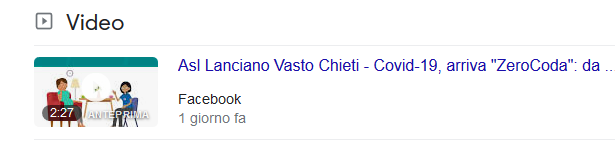 Video
Asl Lanciano Vasto Chieti - Covid-19, arriva "ZeroCoda": da ...
Facebook
1 giorno fa
2:27
ANTEPRIMA